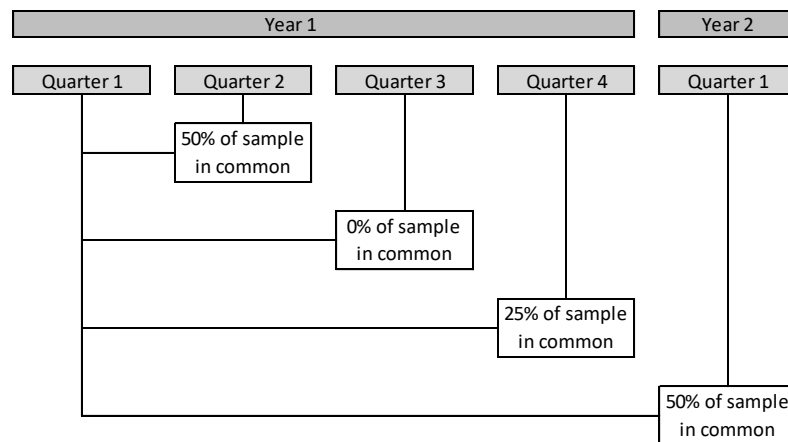 Year 1
Year 2
Quarter 1
Quarter 2
Quarter 3
Quarter 4
Quarter 1
50% of sample
in common
0% of sample
in common
25% of sample
in common
50% of sample
in common